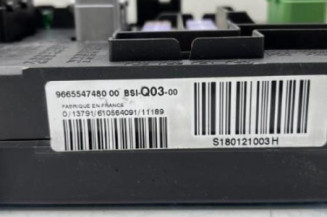 9665547480 00 BSI-Q03-00
FABRIQUE EN FRANCE
0/13791/610564091/11189
S180121003H